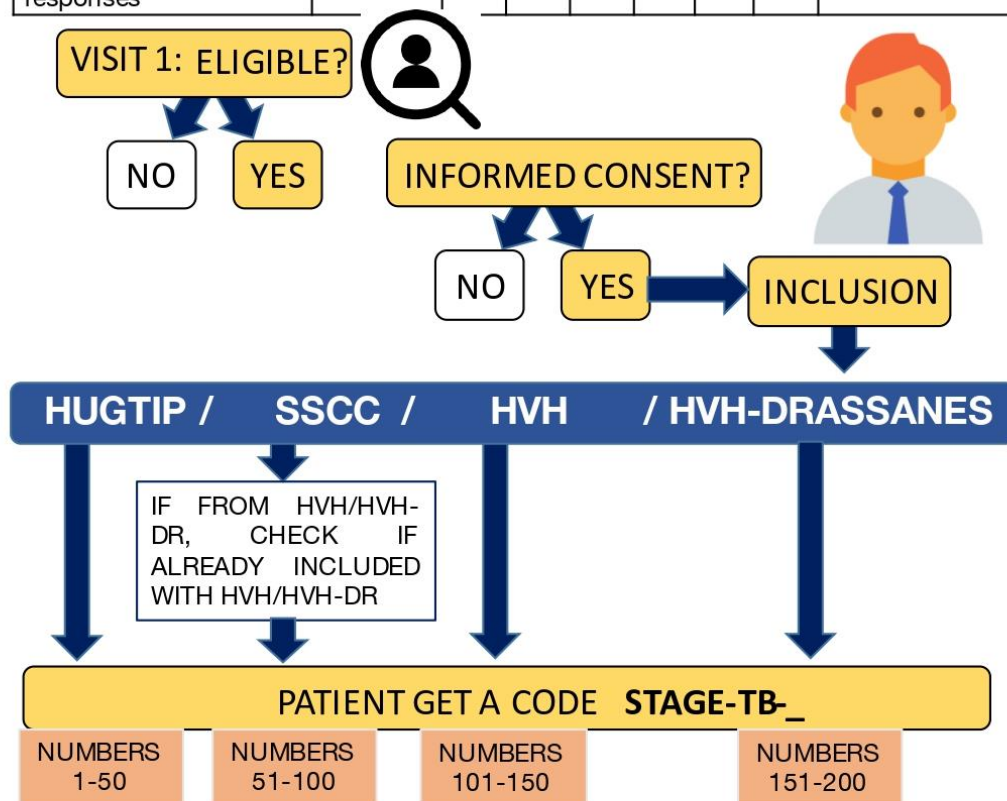 responses
VISIT 1: ELIGIBLE?
NO
YES
INFORMED CONSENT?
NO
YES
INCLUSION
HUGTIP / SSCC / HVH / HVH-DRASSANES
IF FROM HVH/HVH-
DR, CHECK IF
ALREADY INCLUDED
WITH HVH/HVH-DR
PATIENT GET A CODE STAGE-TB-_
NUMBERS
1-50
NUMBERS
51-100
NUMBERS
101-150
NUMBERS
151-200